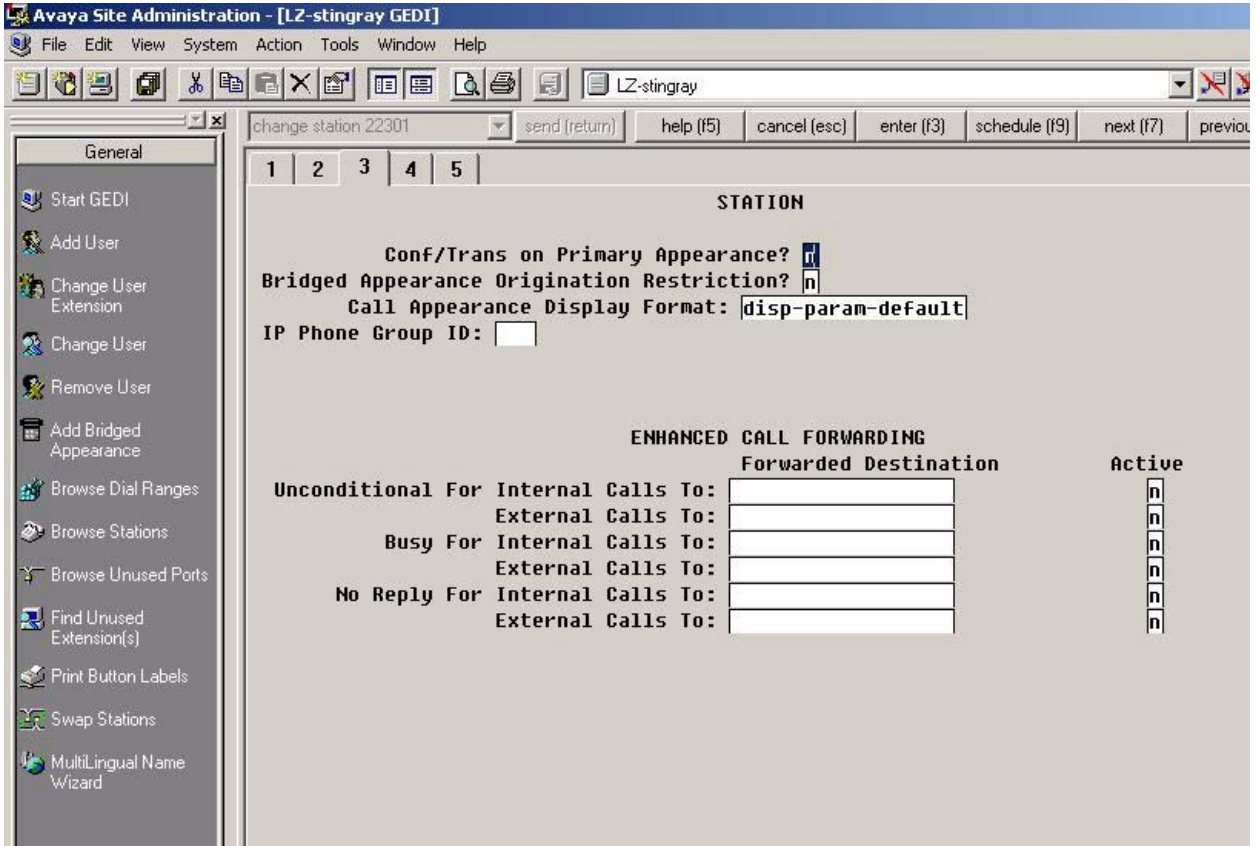 Avaya Site Administration - [LZ-stingray GEDI]
File Edit View System Action Tools Window Help
LZ-stingray
change station 22301 send (return) help (f5) cancel (esc) enter (f3) schedule (f9) next (f7) previou
General
Start GEDI
Add User
Change User
Extension
Change User
Remove User
Add Bridged
Appearance
Browse Dial Ranges
Browse Stations
Browse Unused Ports
Find Unused
Extension(s)
Print Button Labels
Swap Stations
MultiLingual Name
Wizard
1 2 3 4 5
STATION
Conf/Trans on Primary Appearance? n
Bridged Appearance Origination Restriction? n
Call Appearance Display Format: disp-param-default
IP Phone Group ID:
ENHANCED CALL FORWARDING
Forwarded Destination Active
Unconditional For Internal Calls To: n
External Calls To: n
Busy For Internal Calls To: n
External Calls To: n
No Reply For Internal Calls To: n
External Calls To: n